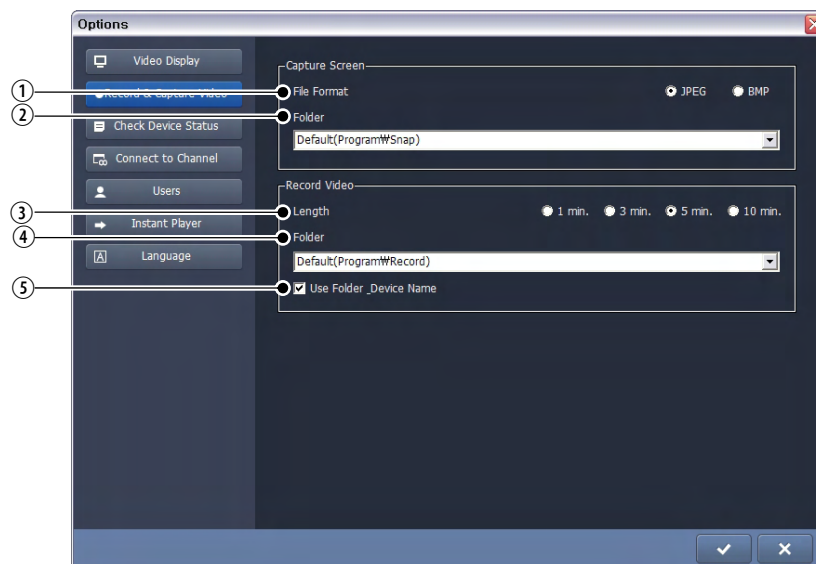 Options
Video Display
① Record & Capture Video
Check Device Status
Connect to Channel
Users
Instant Player
A Language
Capture Screen
File Format JPEG BMP
② Folder
Default(Program₩Snap)
Record Video
③ Length 1 min. 3 min. 5 min. 10 min.
④ Folder
Default(Program₩Record)
⑤ Use Folder _Device Name